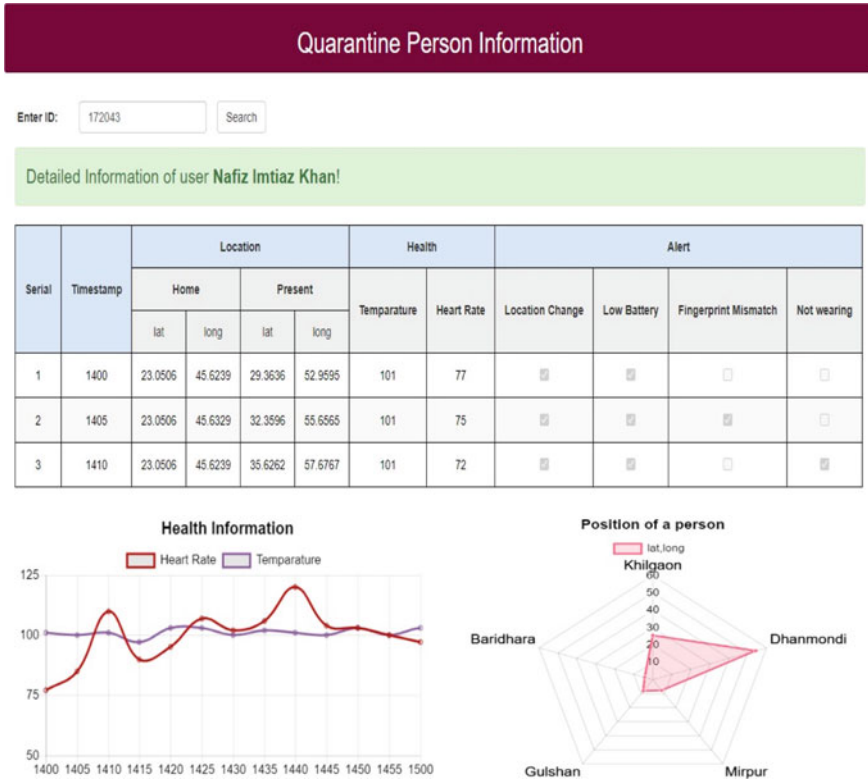 Quarantine Person Information
Enter ID: 172043 Search
Detailed Information of user Nafiz Imtiaz Khan!
Serial Timestamp Location Health Alert
Home Present Temparature Heart Rate Location Change Low Battery Fingerprint Mismatch Not wearing
lat long lat long
1 1400 23.0506 45.6239 29.3636 52.9595 101 77
2 1405 23.0506 45.6329 32.3596 55.6565 101 75
3 1410 23.0506 45.6239 35.6262 57.6767 101 72
Health Information
Heart Rate Temparature
125
100
75
50
1400 1405 1410 1415 1420 1425 1430 1435 1440 1445 1450 1455 1500
Position of a person
lat,long
Khilgaon
60
50
40
30
20
10
Baridhara Dhanmondi
Gulshan Mirpur